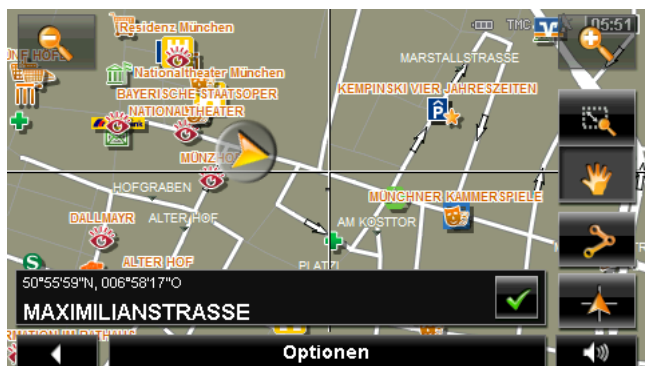 Residenz München
TMC
05:51
MARSTALLSTRASSE
Nationaltheater München
KEMPINSKI VIER JAHRESZEITEN
BAYERISCHE STAATSOPER
NATIONALTHEATER
P
MÜNZHOF
HOFGRABEN
MÜNCHNER KAMMERSPIELE
DALLMAYR
ALTER HOF
AM KOSTTOR
S
ALTER HOF
PLATZL
50°55'59"N, 006°58'17"O
MAXIMILIANSTRASSE
Optionen